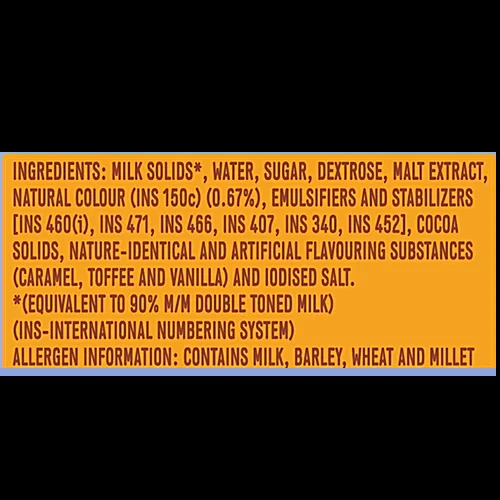 INGREDIENTS: MILK SOLIDS*, WATER, SUGAR, DEXTROSE, MALT EXTRACT,
NATURAL COLOUR (INS 150c) (0.67%), EMULSIFIERS AND STABILIZERS
[INS 460(i), INS 471, INS 466, INS 407, INS 340, INS 452], COCOA
SOLIDS, NATURE-IDENTICAL AND ARTIFICIAL FLAVOURING SUBSTANCES
(CARAMEL, TOFFEE AND VANILLA) AND IODISED SALT.
*(EQUIVALENT TO 90% M/M DOUBLE TONED MILK)
(INS-INTERNATIONAL NUMBERING SYSTEM)
ALLERGEN INFORMATION: CONTAINS MILK, BARLEY, WHEAT AND MILLET